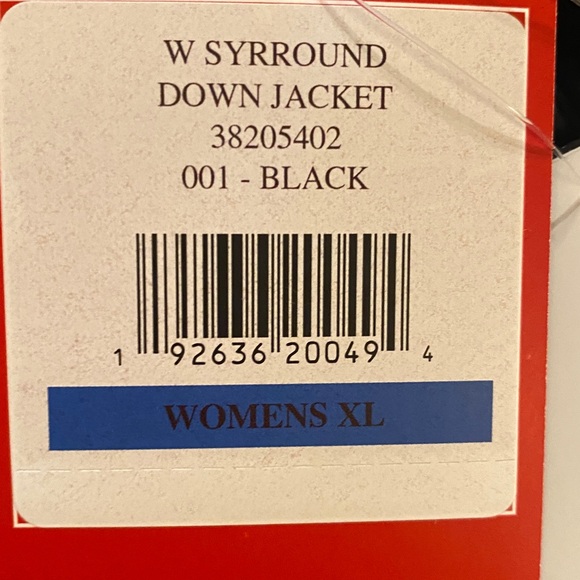 W SYRROUND
DOWN JACKET
38205402
001 - BLACK
1 92636 20049 4
WOMENS XL